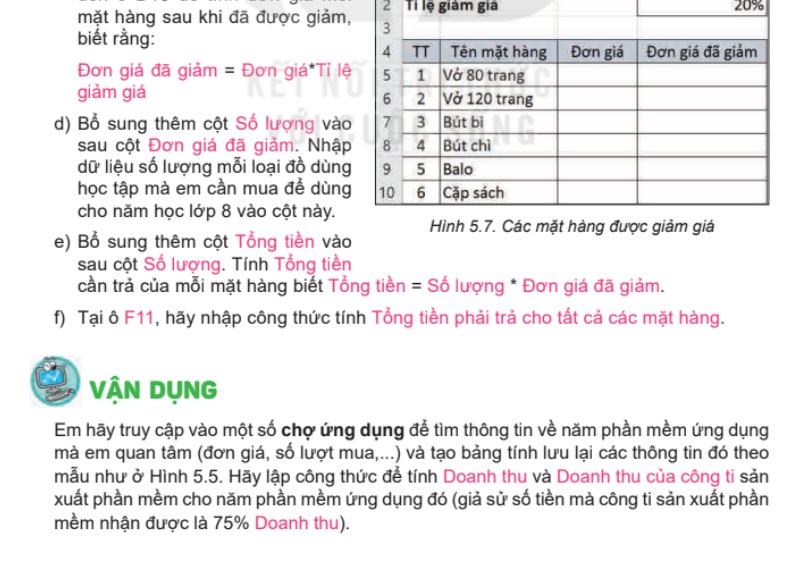 mặt hàng sau khi đã được giảm,
biết rằng:
Đơn giá đã giảm = Đơn giá*Tỉ lệ
giảm giá
d) Bổ sung thêm cột Số lượng vào
sau cột Đơn giá đã giảm. Nhập
dữ liệu số lượng mỗi loại đồ dùng
học tập mà em cần mua để dùng
cho năm học lớp 8 vào cột này.
2 Tỉ lệ giảm giá 20%
3
4 TT Tên mặt hàng Đơn giá Đơn giá đã giảm
5 1 Vở 80 trang
6 2 Vở 120 trang
7 3 Bút bi
8 4 Bút chì
9 5 Balo
10 6 Cặp sách
KẾT NỐI TRI THỨC
VỚI CUỘC SỐNG
Hình 5.7. Các mặt hàng được giảm giá
e) Bổ sung thêm cột Tổng tiền vào
sau cột Số lượng. Tính Tổng tiền
cần trả của mỗi mặt hàng biết Tổng tiền = Số lượng * Đơn giá đã giảm.
f) Tại ô F11, hãy nhập công thức tính Tổng tiền phải trả cho tất cả các mặt hàng.
VẬN DỤNG
Em hãy truy cập vào một số chợ ứng dụng để tìm thông tin về năm phần mềm ứng dụng
mà em quan tâm (đơn giá, số lượt mua,...) và tạo bảng tính lưu lại các thông tin đó theo
mẫu như ở Hình 5.5. Hãy lập công thức để tính Doanh thu và Doanh thu của công ti sản
xuất phần mềm cho năm phần mềm ứng dụng đó (giả sử số tiền mà công ti sản xuất phần
mềm nhận được là 75% Doanh thu).